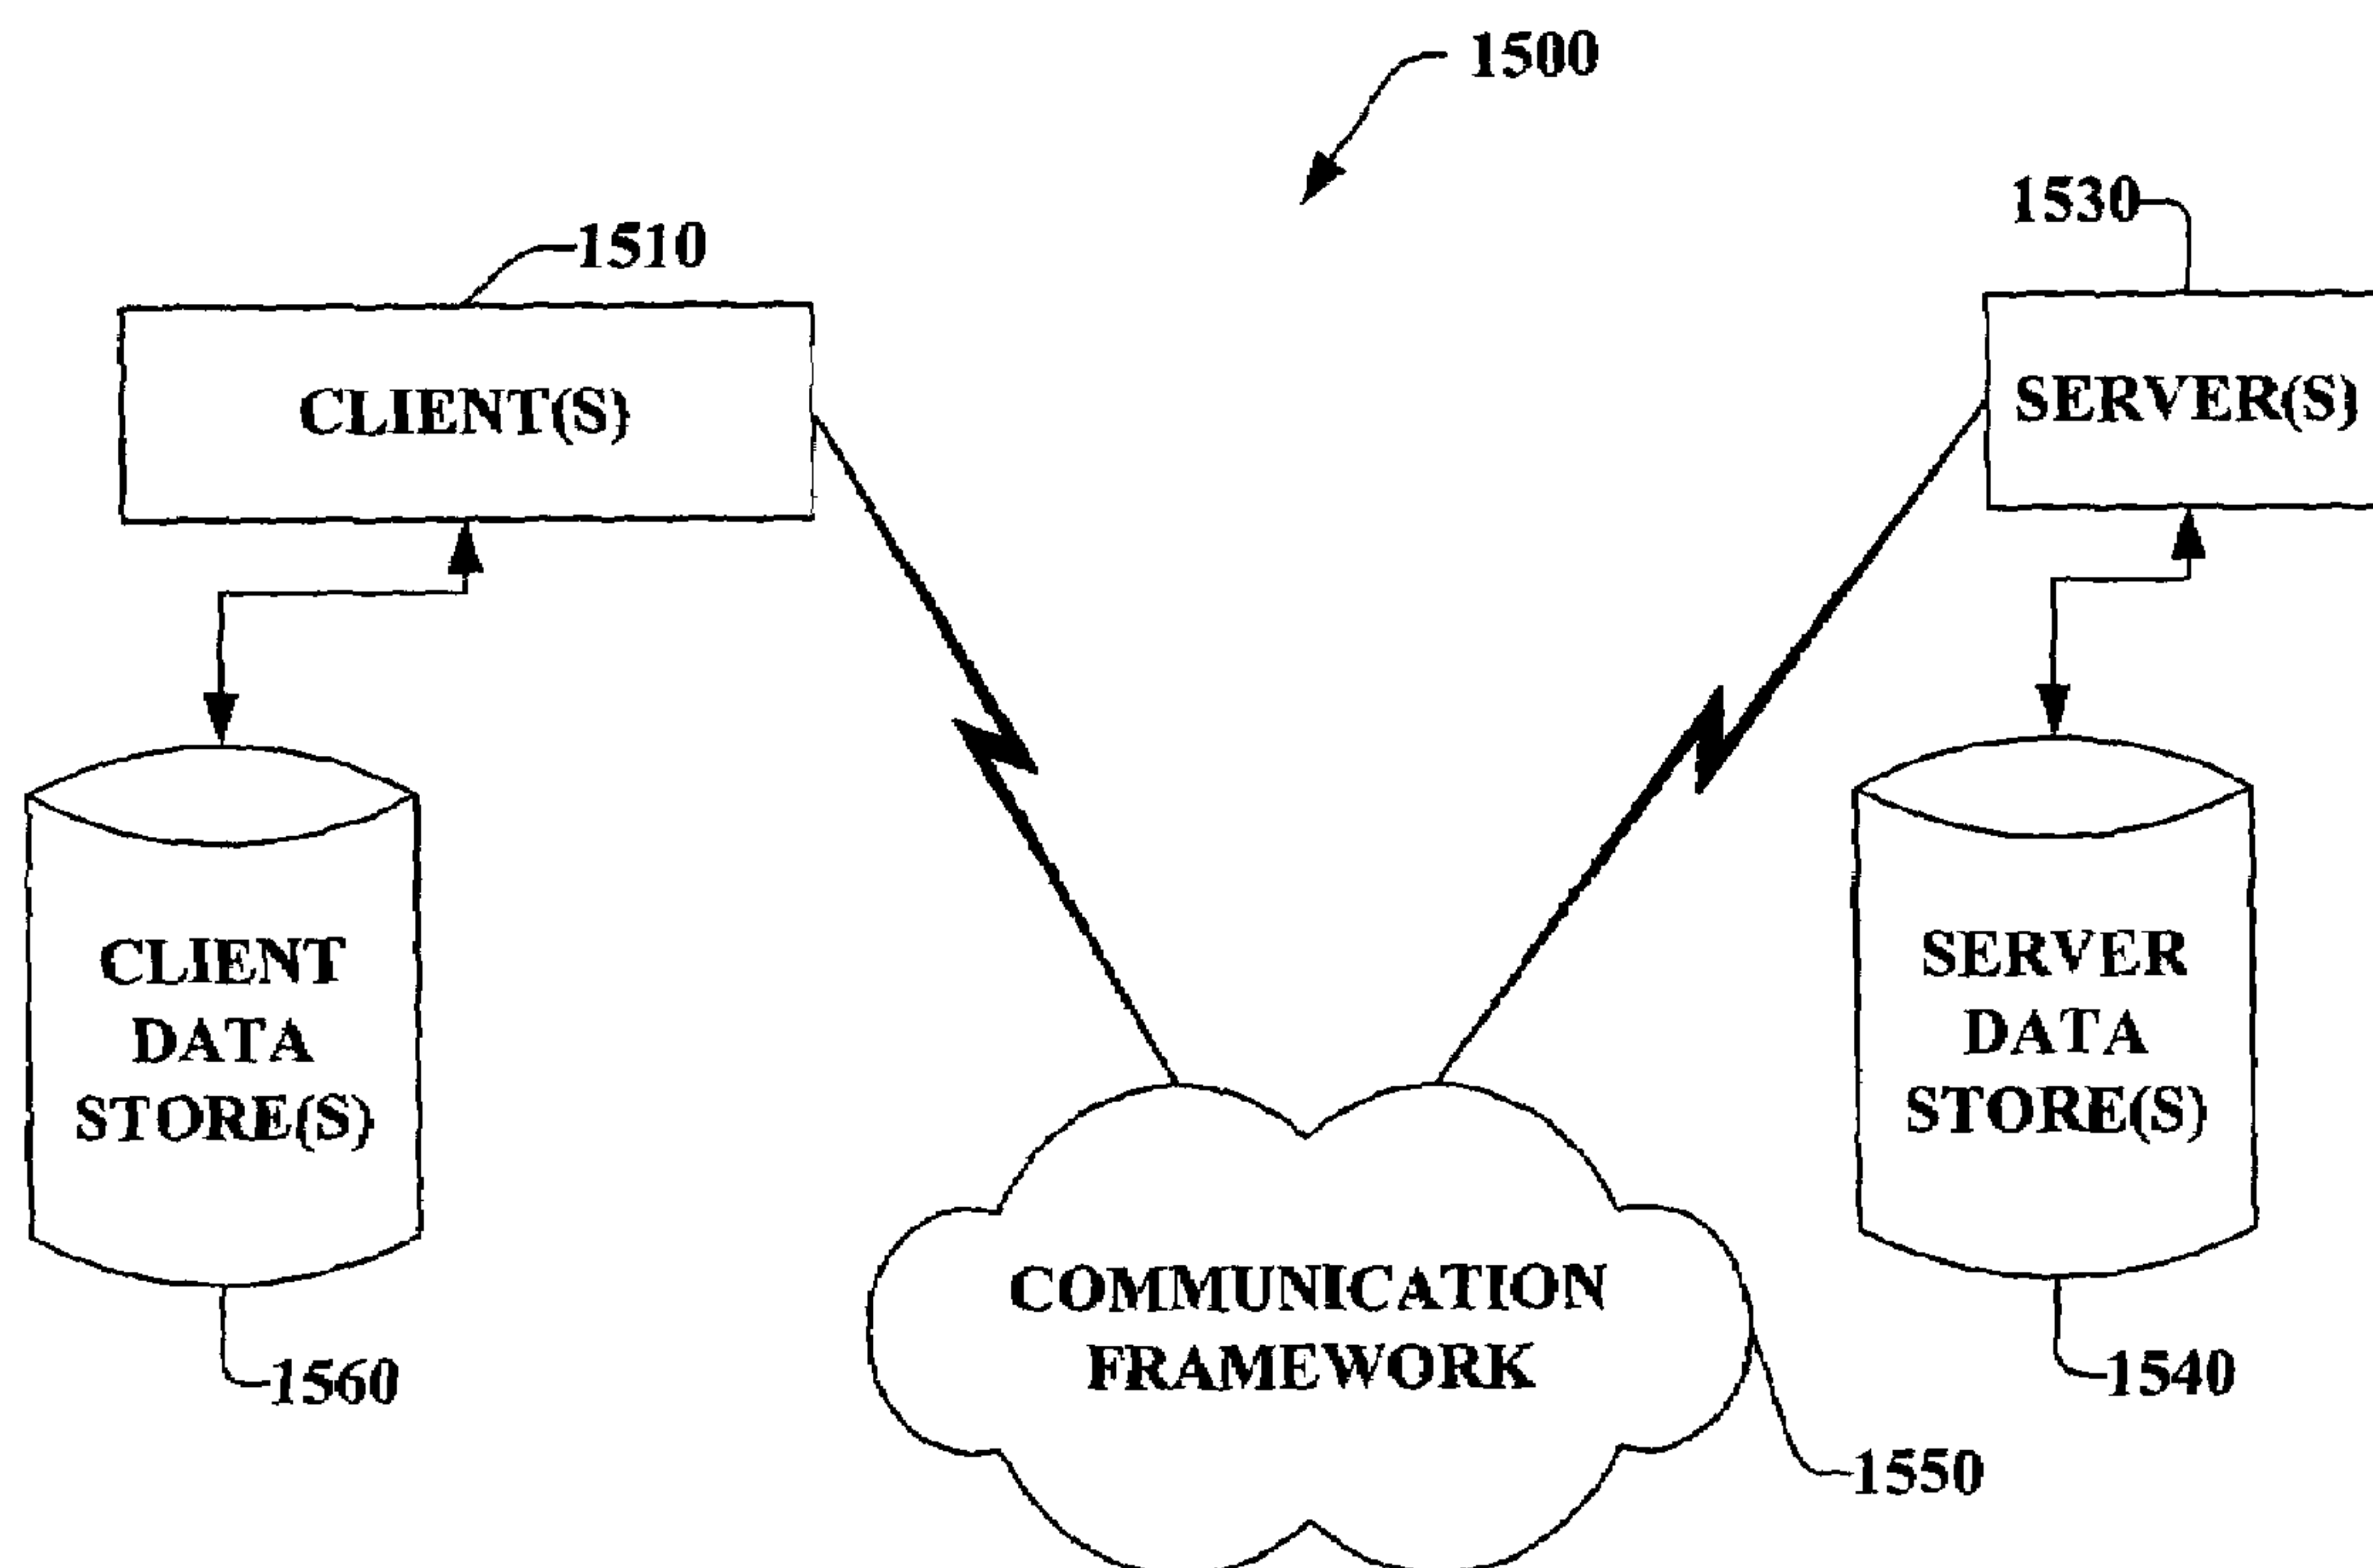 1500
1530
1510
CLIENT(S)
SERVER(S)
CLIENT
DATA
STORE(S)
SERVER
DATA
STORE(S)
COMMUNICATION
FRAMEWORK
1560
1540
1550